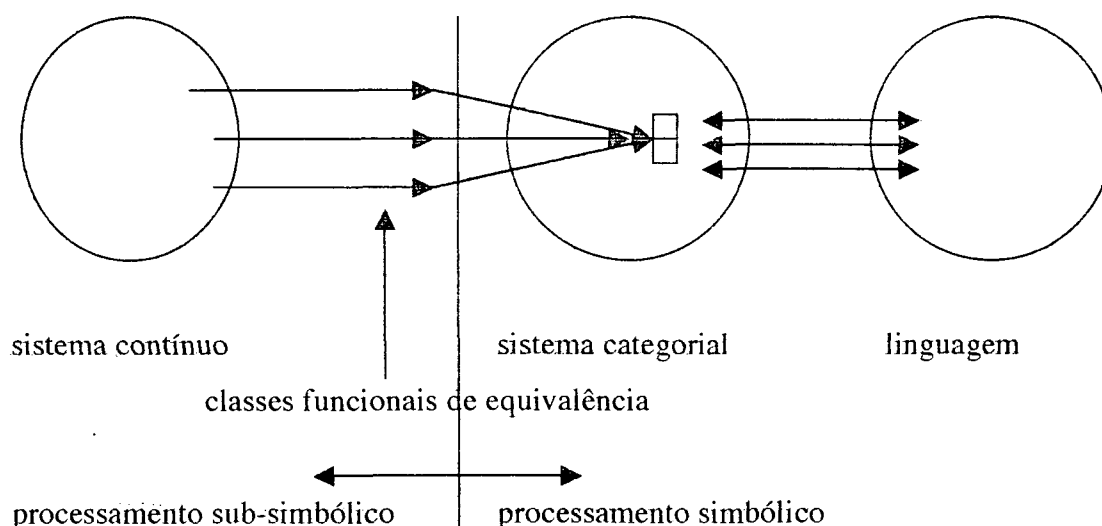 sistema contínuo sistema categorial linguagem
classes funcionais de equivalência
processamento sub-simbólico processamento simbólico